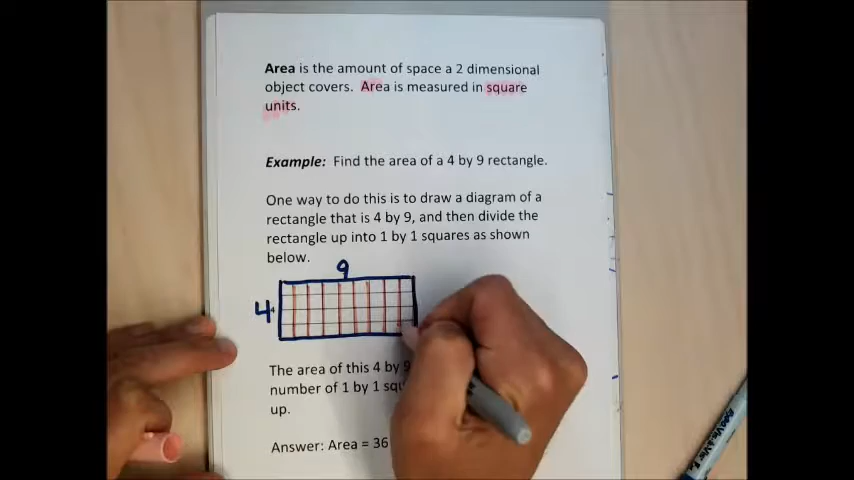 Area is the amount of space a 2 dimensional
object covers. Area is measured in square
units.
Example: Find the area of a 4 by 9 rectangle.
One way to do this is to draw a diagram of a
rectangle that is 4 by 9, and then divide the
rectangle up into 1 by 1 squares as shown
below.
9
4
The area of this 4 by 9
number of 1 by 1
up.
Answer: Area = 36